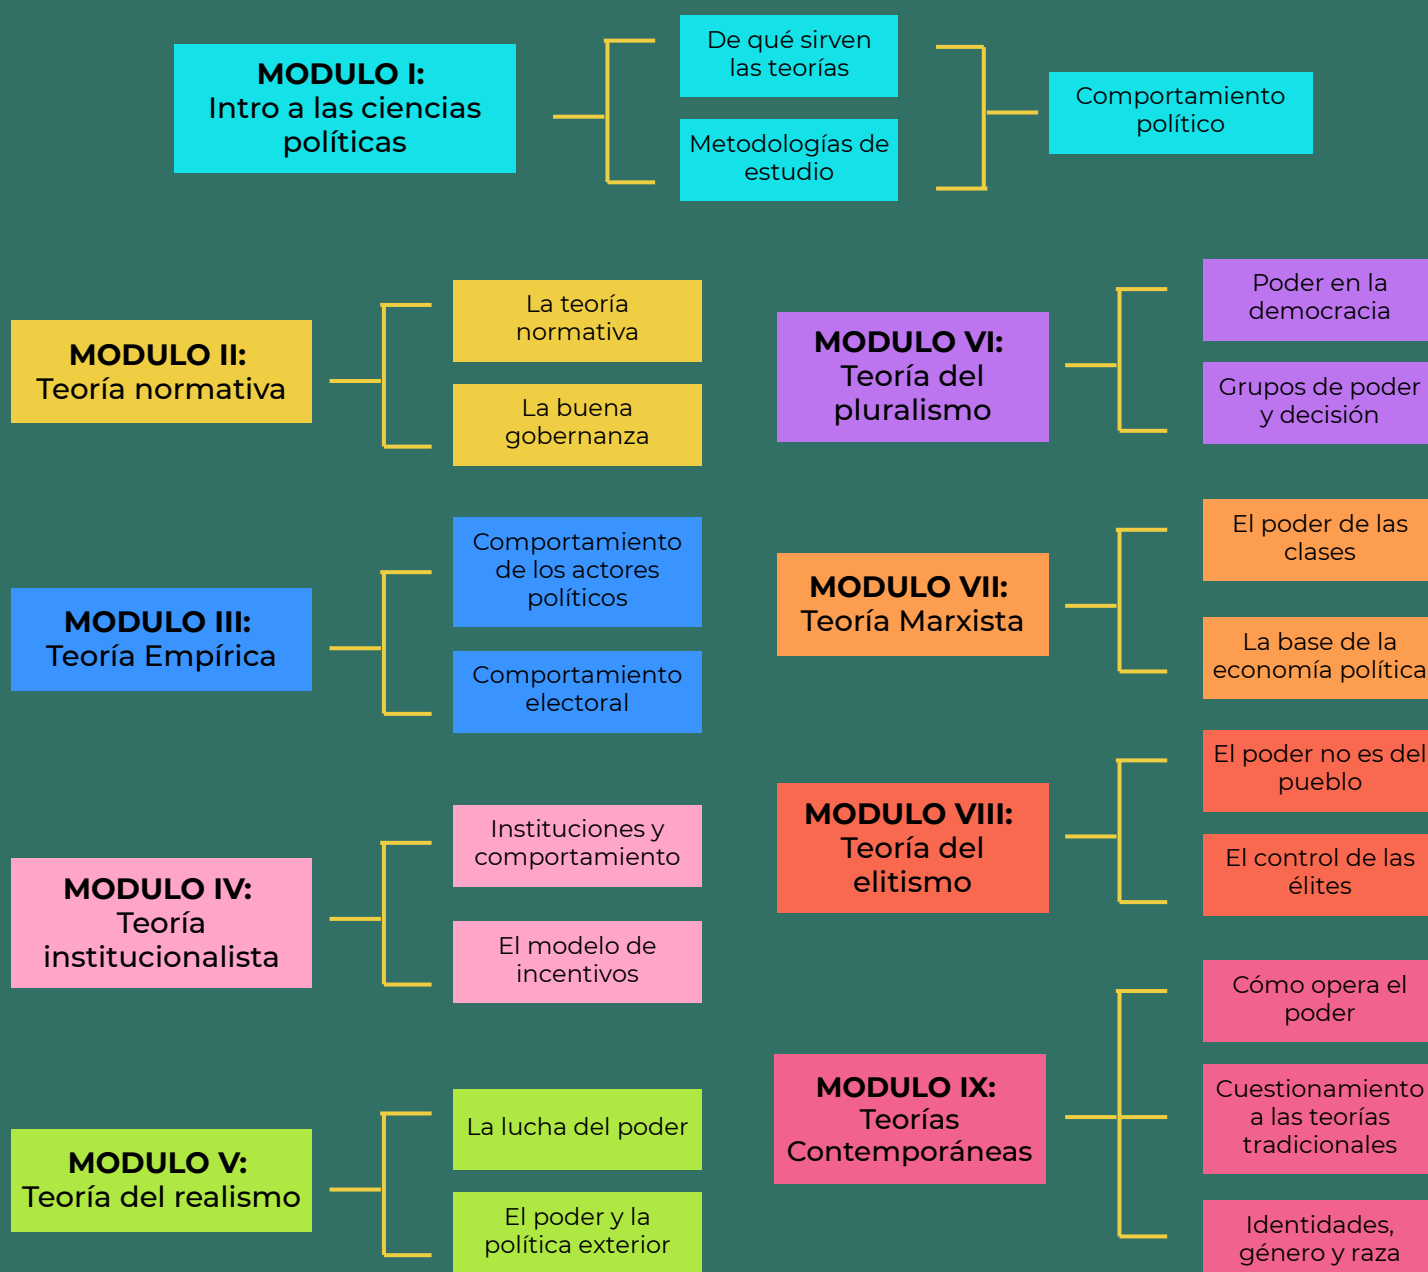 MODULO I:
Intro a las ciencias
políticas
De qué sirven
las teorías
Metodologías de
estudio
Comportamiento
político
MODULO II:
Teoría normativa
La teoría
normativa
La buena
gobernanza
MODULO III:
Teoría Empírica
Comportamiento
de los actores
políticos
Comportamiento
electoral
MODULO IV:
Teoría
institucionalista
Instituciones y
comportamiento
El modelo de
incentivos
MODULO V:
Teoría del realismo
La lucha del poder
El poder y la
política exterior
MODULO VI:
Teoría del
pluralismo
Poder en la
democracia
Grupos de poder
y decisión
MODULO VII:
Teoría Marxista
El poder de las
clases
La base de la
economía política
MODULO VIII:
Teoría del
elitismo
El poder no es del
pueblo
El control de las
élites
MODULO IX:
Teorías
Contemporáneas
Cómo opera el
poder
Cuestionamiento
a las teorías
tradicionales
Identidades,
género y raza